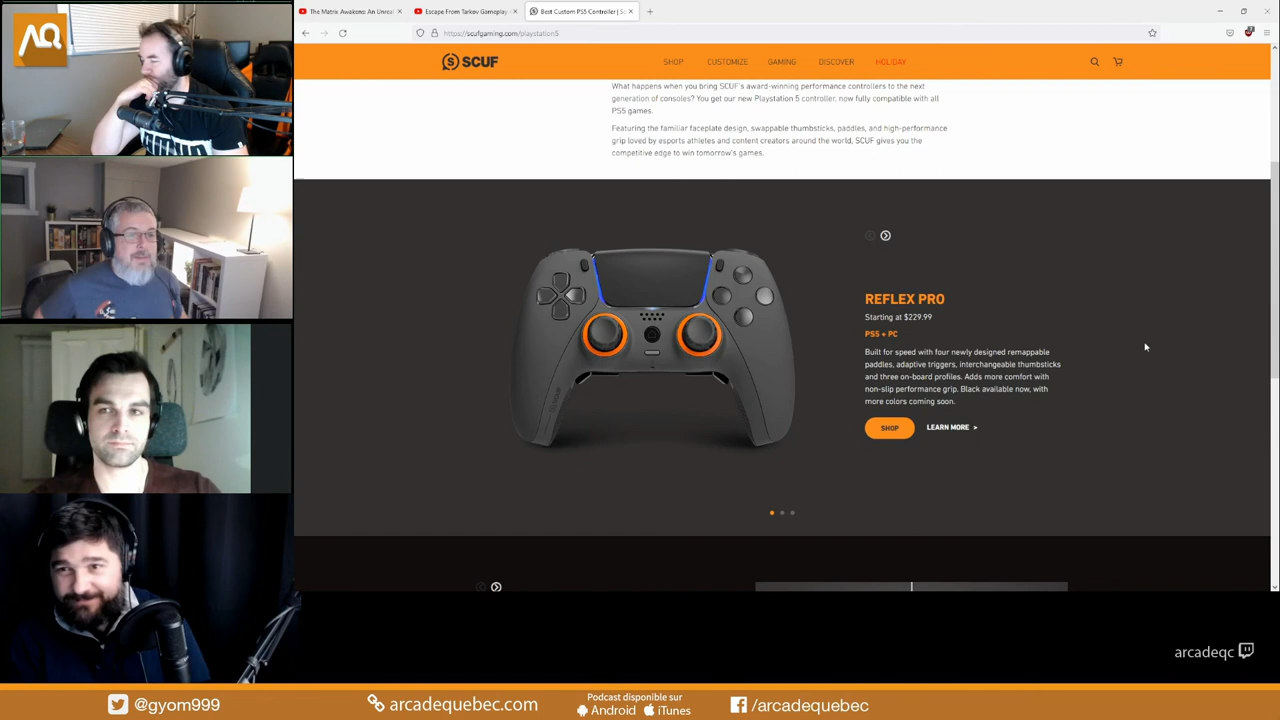 AQ
The Matrix Awakens: An Unrea
Escape From Tarkov Gameplay
Best Custom PS5 Controller | Sc
https://scufgaming.com/playstation5
SCUF
SHOP
CUSTOMIZE
GAMING
DISCOVER
HOLIDAY
What happens when you bring SCUF's award-winning performance controllers to the next
generation of consoles? You get our new Playstation 5 controller, now fully compatible with all
PS5 games.
Featuring the familiar faceplate design, swappable thumbsticks, paddles, and high-performance
grip loved by esports athletes and content creators around the world, SCUF gives you the
competitive edge to win tomorrow's games.
REFLEX PRO
Starting at $229.99
PS5 + PC
Built for speed with four newly designed remappable
paddles, adaptive triggers, interchangeable thumbsticks
and three on-board profiles. Adds more comfort with
non-slip performance grip. Black available now, with
more colors coming soon.
SHOP
LEARN MORE >
arcadeqc
@gyom999
arcadequebec.com
Podcast disponible sur
Android
iTunes
/arcadequebec